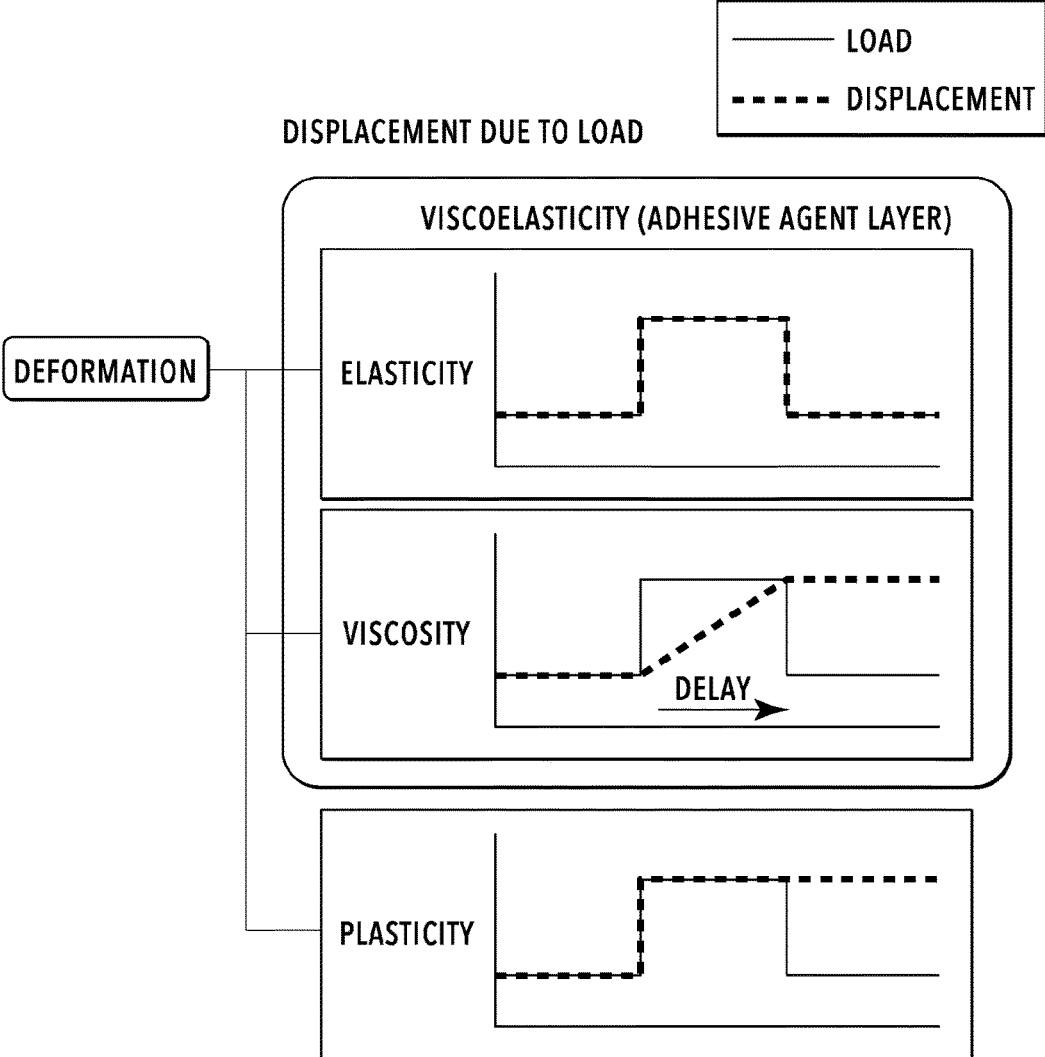 LOAD
DISPLACEMENT
DISPLACEMENT DUE TO LOAD
VISCOELASTICITY (ADHESIVE AGENT LAYER)
DEFORMATION
ELASTICITY
VISCOSITY
DELAY
PLASTICITY